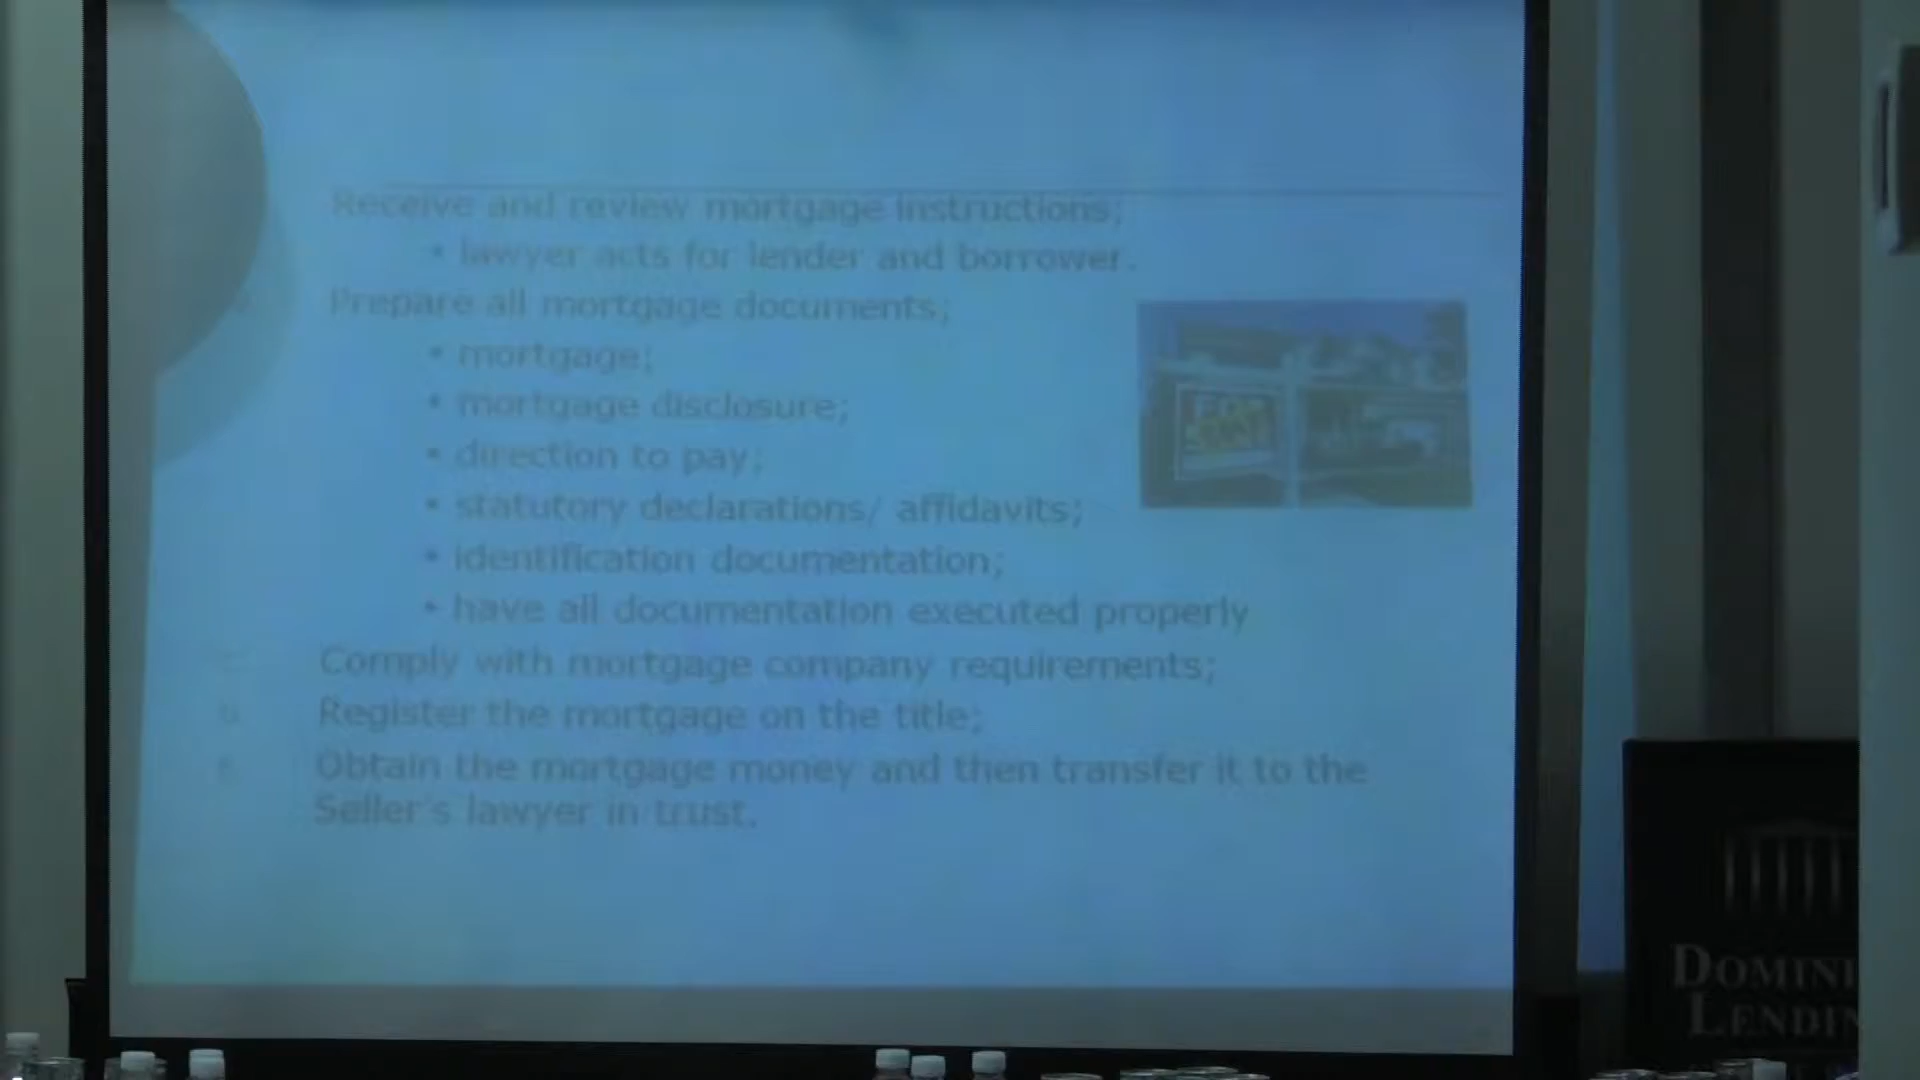 Receive and review mortgage instructions;
• lawyer acts for lender and borrower.
Prepare all mortgage documents;
• mortgage;
• mortgage disclosure;
• direction to pay;
• statutory declarations/ affidavits;
• identification documentation;
• have all documentation executed properly
Comply with mortgage company requirements;
Register the mortgage on the title;
Obtain the mortgage money and then transfer it to the
Seller's lawyer in trust.
FOR
DOMINI
LENDIN